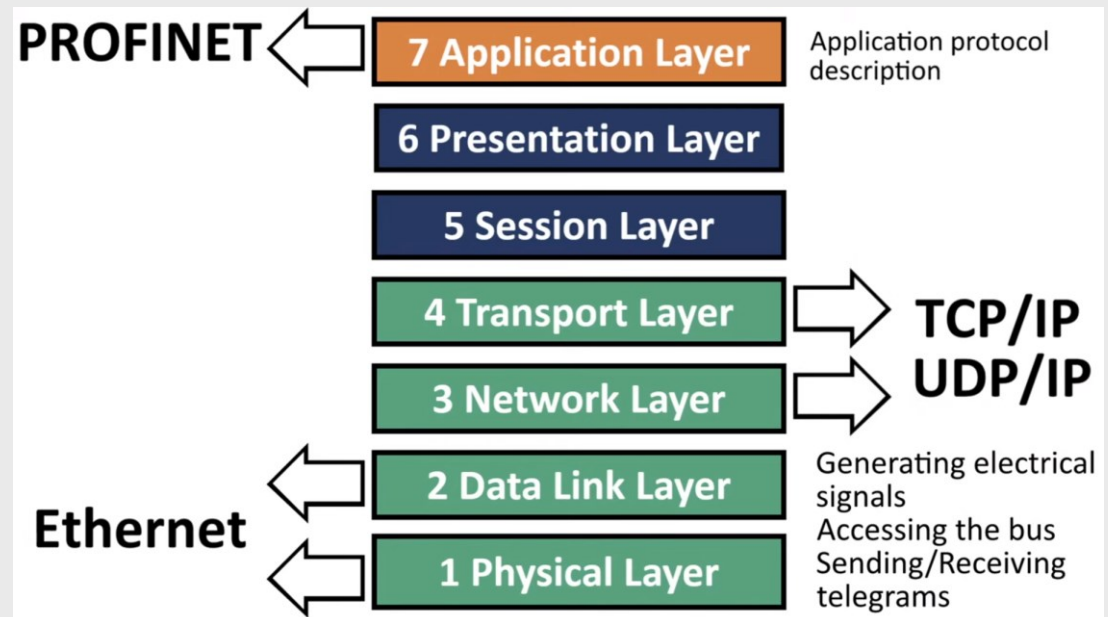 PROFINET
7 Application Layer
Application protocol
description
6 Presentation Layer
5 Session Layer
4 Transport Layer
TCP/IP
UDP/IP
3 Network Layer
2 Data Link Layer
Generating electrical
signals
Accessing the bus
Sending/Receiving
telegrams
Ethernet
1 Physical Layer